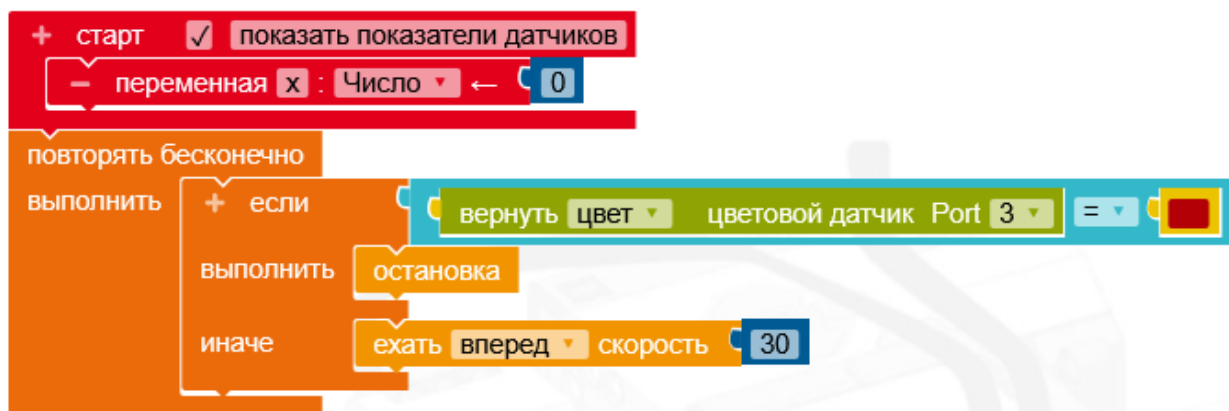 + старт ✓ показать показатели датчиков
− переменная x : Число ▾ ← 0
повторять бесконечно
выполнить + если вернуть цвет ▾ цветовой датчик Port 3 ▾ = ▾
выполнить остановка
иначе ехать вперед ▾ скорость 30